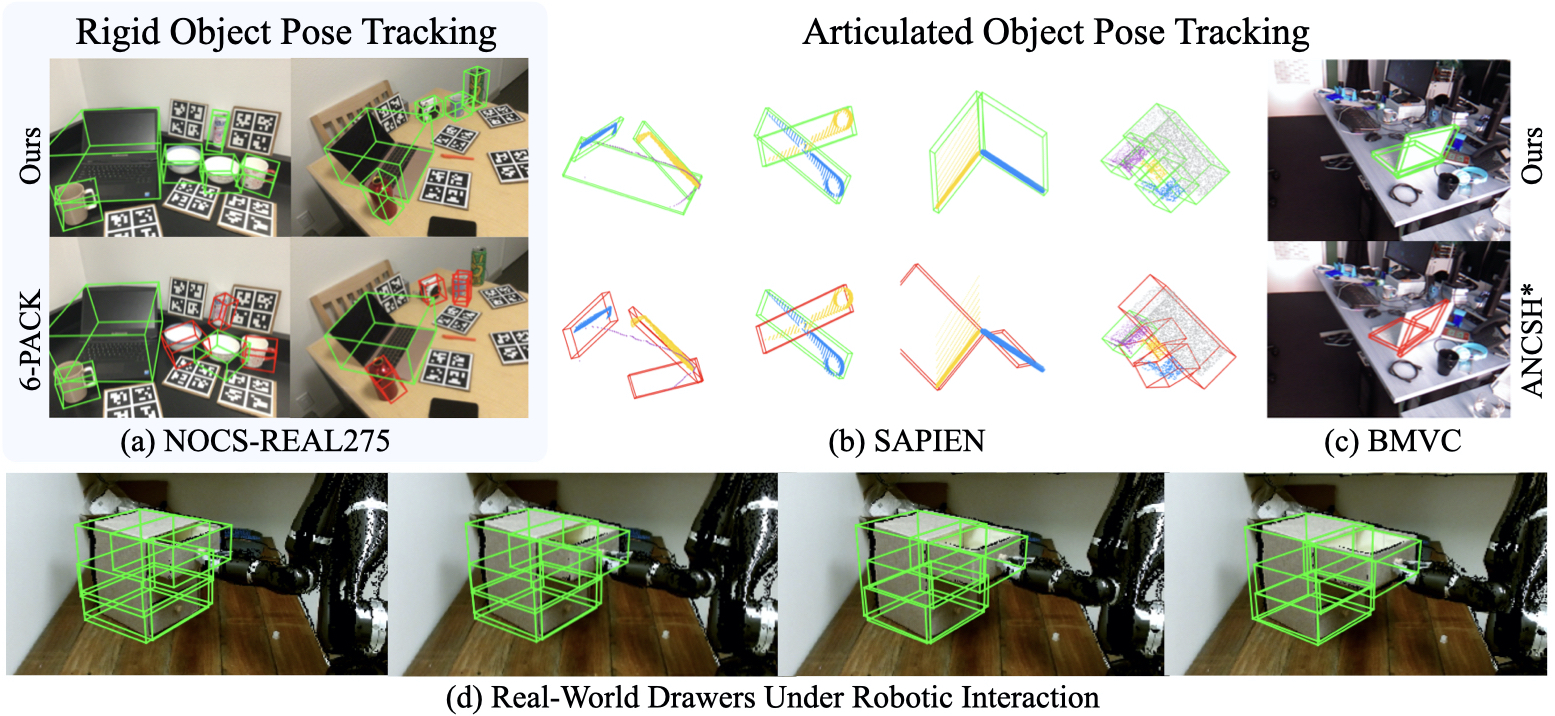 Rigid Object Pose Tracking
Articulated Object Pose Tracking
Ours
6-PACK
Ours
ANCSH*
(a) NOCS-REAL275
(b) SAPIEN
(c) BMVC
(d) Real-World Drawers Under Robotic Interaction